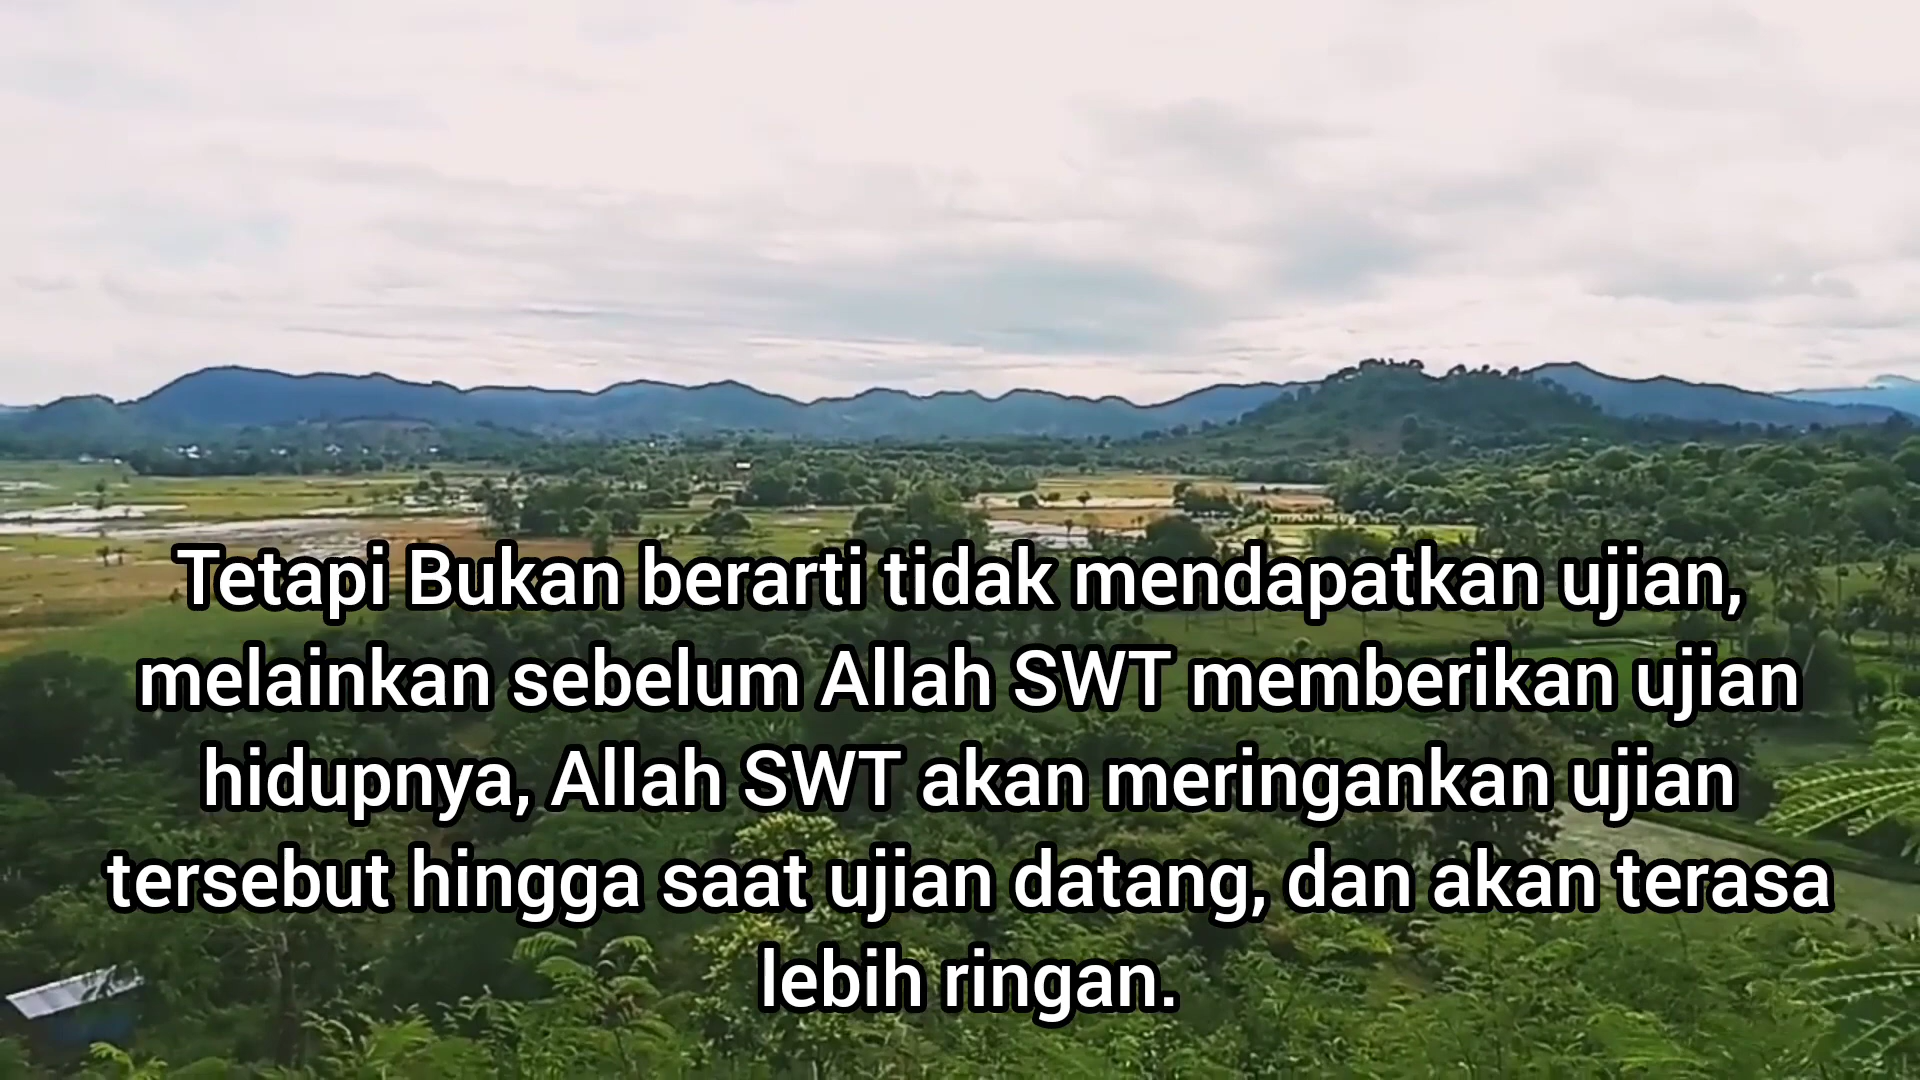 Tetapi Bukan berarti tidak mendapatkan ujian,
melainkan sebelum Allah SWT memberikan ujian
hidupnya, Allah SWT akan meringankan ujian
tersebut hingga saat ujian datang, dan akan terasa
lebih ringan.